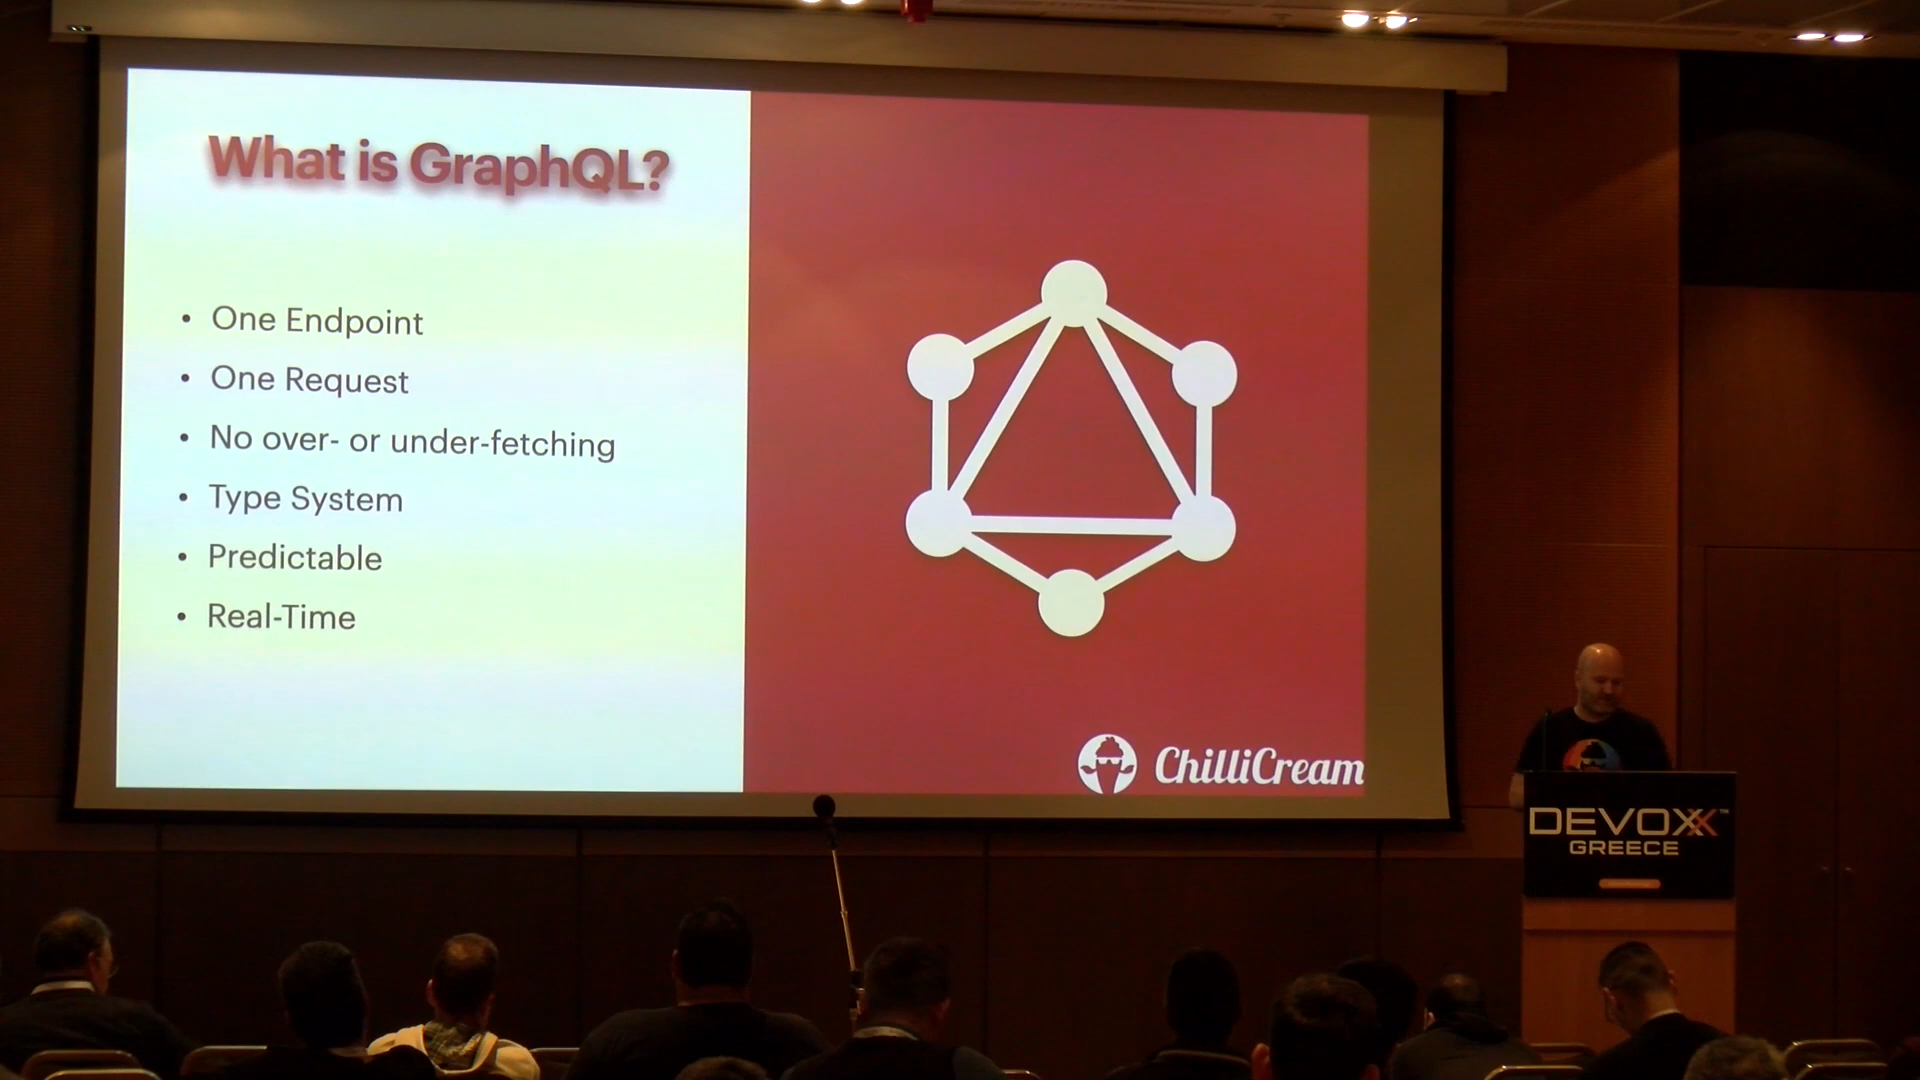 What is GraphQL?
• One Endpoint
• One Request
• No over- or under-fetching
• Type System
• Predictable
• Real-Time
ChilliCream
DEVOXX™
GREECE